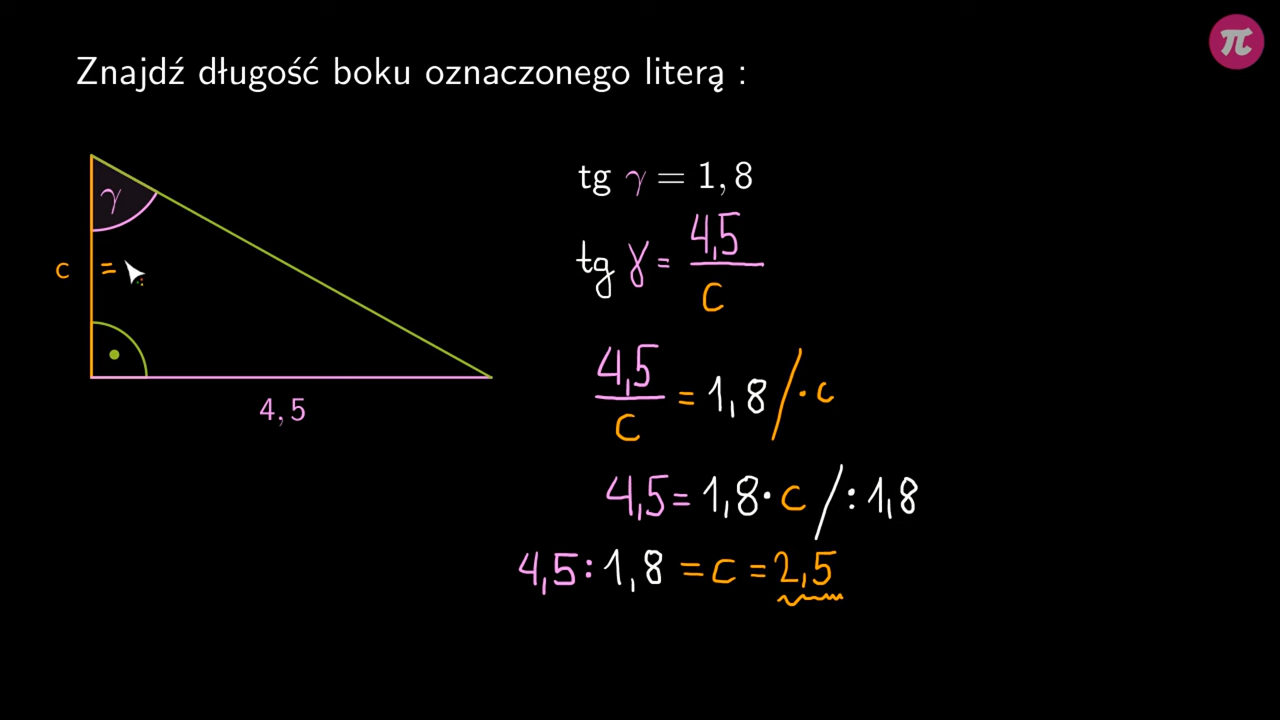 Znajdź długość boku oznaczonego literą :
π
γ
c =
4,5
tg γ = 1,8
tg γ = 4,5 / c
4,5 / c = 1,8 / · c
4,5 = 1,8 · c / : 1,8
4,5 : 1,8 = c = 2,5